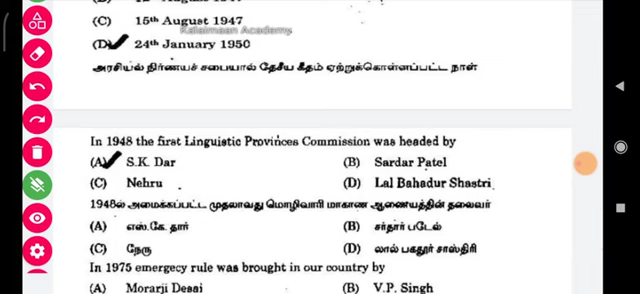 (C) 15th August 1947
Kalaimaan Academy
(D) 24th January 1950
அரசியல் நிர்ணயச் சபையால் தேசீய கீதம் ஏற்றுக்கொள்ளப்பட்ட நாள்
In 1948 the first Linguistic Provinces Commission was headed by
(A) S.K. Dar (B) Sardar Patel
(C) Nehru (D) Lal Bahadur Shastri
1948ல் அமைக்கப்பட்ட முதலாவது மொழிவாரி மாகாண ஆணையத்தின் தலைவர்
(A) எஸ்.கே. தார் (B) சர்தார் படேல்
(C) நேரு (D) லால் பகதூர் சாஸ்திரி
In 1975 emergecy rule was brought in our country by
(A) Morarji Desai (B) V.P. Singh